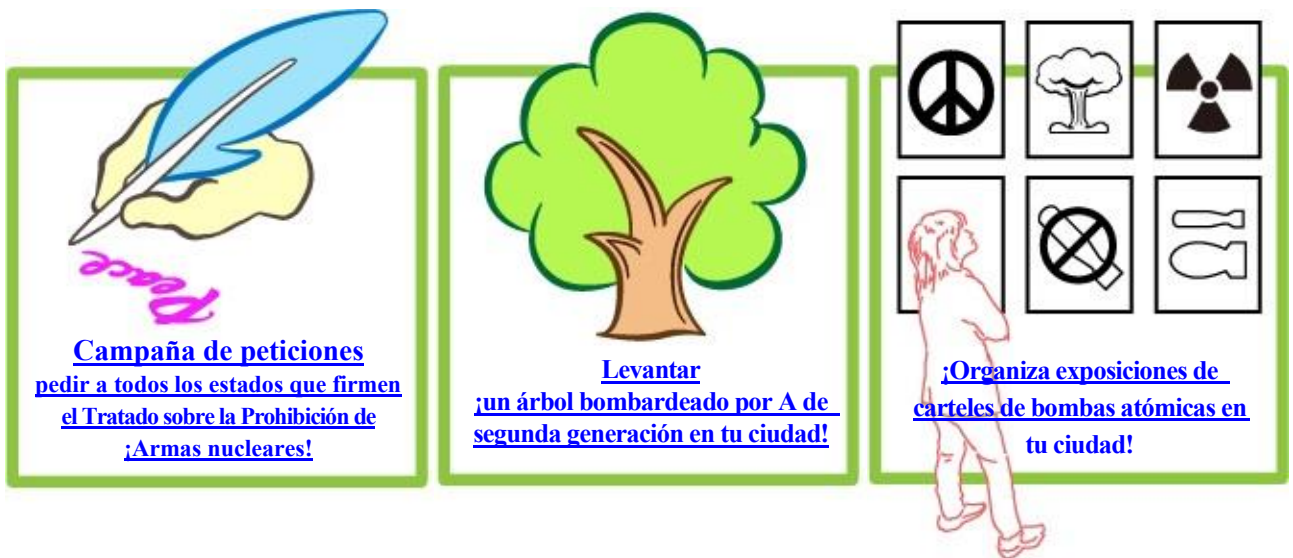 Peace
Campaña de peticiones
pedir a todos los estados que firmen
el Tratado sobre la Prohibición de
¡Armas nucleares!
Levantar
¡un árbol bombardeado por A de
segunda generación en tu ciudad!
¡Organiza exposiciones de
carteles de bombas atómicas en
tu ciudad!